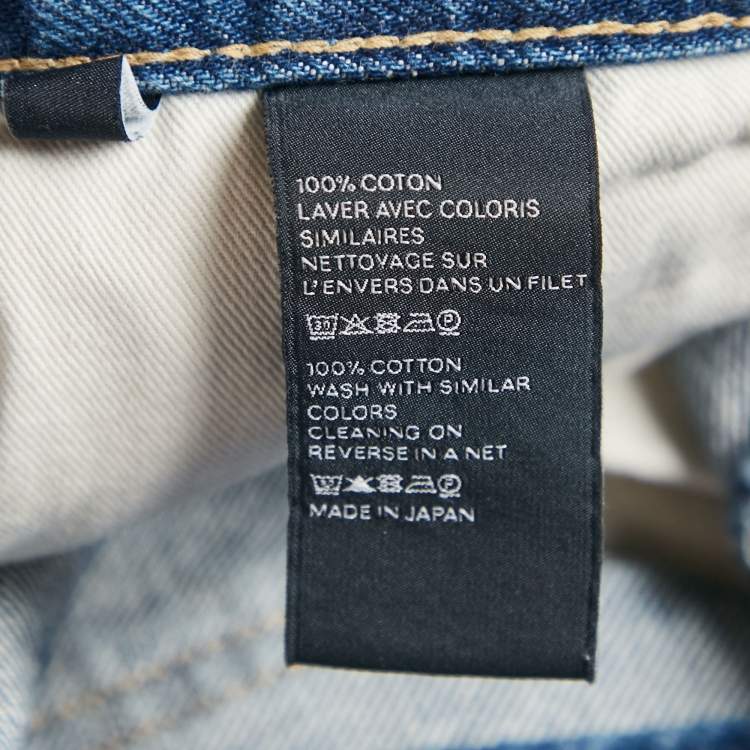 100% COTON
LAVER AVEC COLORIS
SIMILAIRES
NETTOYAGE SUR
L'ENVERS DANS UN FILET
30 P
100% COTTON
WASH WITH SIMILAR
COLORS
CLEANING ON
REVERSE IN A NET
P
MADE IN JAPAN